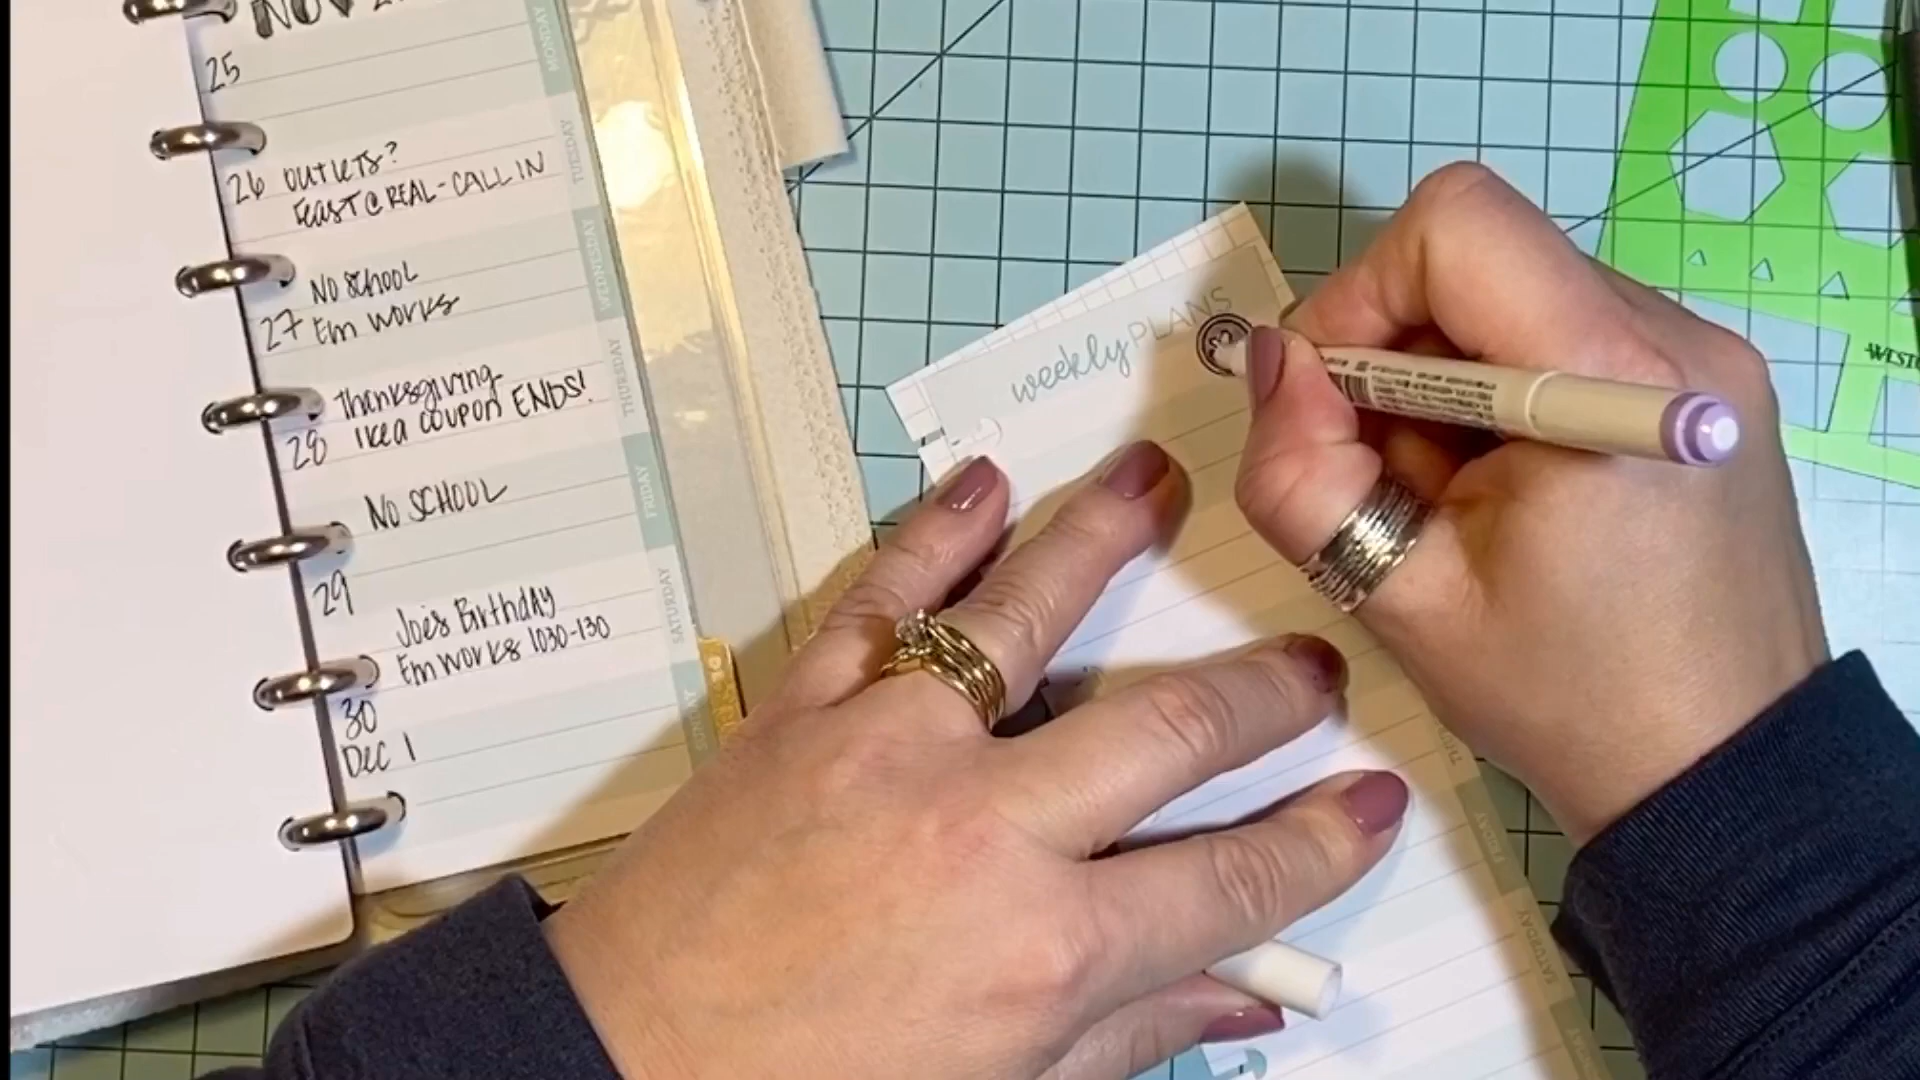 NOV
25
MONDAY
OUTLETS?
26 FEAST @ REAL - CALL IN
TUESDAY
NO SCHOOL
27 Em works
WEDNESDAY
Thanksgiving
28 Ikea coupon ENDS!
THURSDAY
NO SCHOOL
29
FRIDAY
Joe's Birthday
Em works 1030-130
30
SATURDAY
Dec 1
SUNDAY
weekly PLANS
FRIDAY
SATURDAY